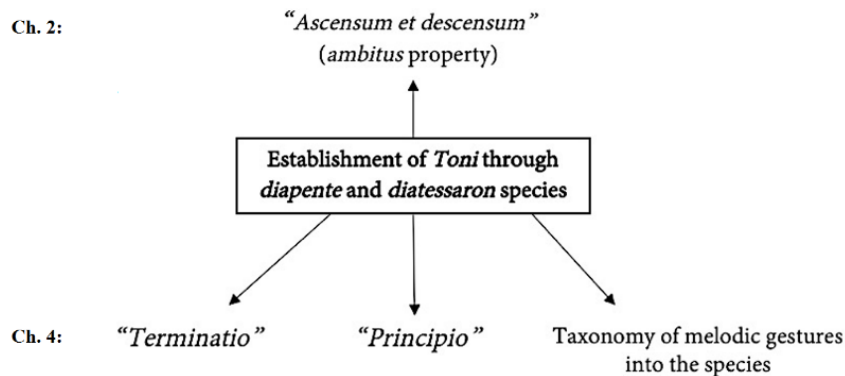 Ch. 2:
“Ascensum et descensum”
(ambitus property)
Establishment of Toni through
diapente and diatessaron species
Ch. 4:
“Terminatio”
“Principio”
Taxonomy of melodic gestures
into the species